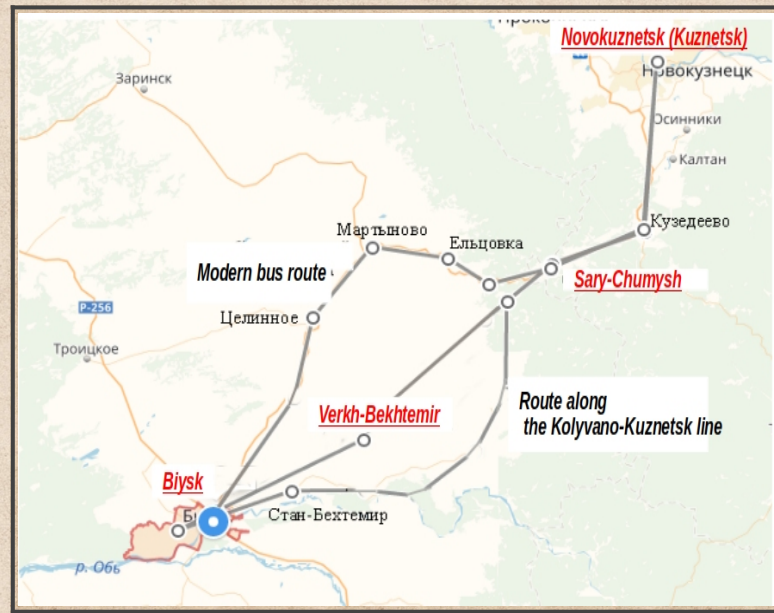 Novokuznetsk (Kuznetsk)
Новокузнецк
Заринск
Осинники
Калтан
Кузедеево
Мартыново
Ельцовка
Modern bus route
Sary-Chumysh
Р-256
Целинное
Троицкое
Route along
the Kolyvano-Kuznetsk line
Verkh-Bekhtemir
Biysk
Стан-Бехтемир
р. Обь